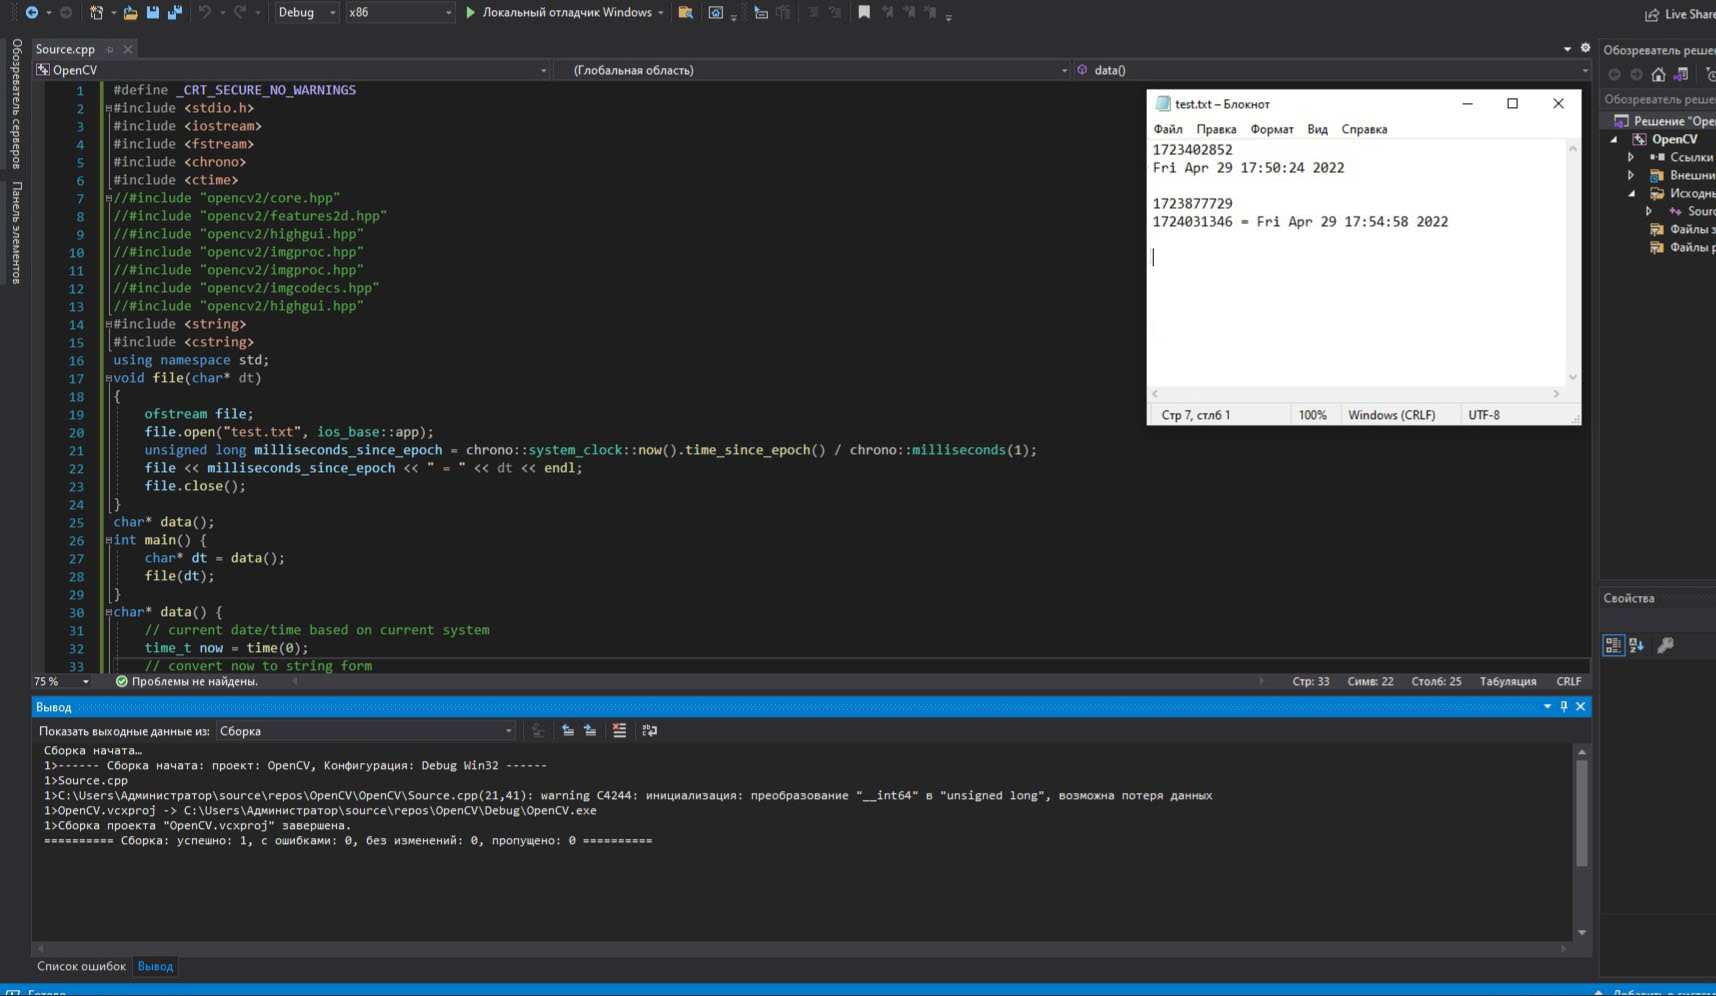 Debug x86 Локальный отладчик Windows Live Share
Обозреватель серверов
Панель элементов
Source.cpp
OpenCV (Глобальная область) data()
1 #define _CRT_SECURE_NO_WARNINGS
2 #include <stdio.h>
3 #include <iostream>
4 #include <fstream>
5 #include <chrono>
6 #include <ctime>
7 //#include "opencv2/core.hpp"
8 //#include "opencv2/features2d.hpp"
9 //#include "opencv2/highgui.hpp"
10 //#include "opencv2/imgproc.hpp"
11 //#include "opencv2/imgproc.hpp"
12 //#include "opencv2/imgcodecs.hpp"
13 //#include "opencv2/highgui.hpp"
14 #include <string>
15 #include <cstring>
16 using namespace std;
17 void file(char* dt)
18 {
19 ofstream file;
20 file.open("test.txt", ios_base::app);
21 unsigned long milliseconds_since_epoch = chrono::system_clock::now().time_since_epoch() / chrono::milliseconds(1);
22 file << milliseconds_since_epoch << " = " << dt << endl;
23 file.close();
24 }
25 char* data();
26 int main() {
27 char* dt = data();
28 file(dt);
29 }
30 char* data() {
31 // current date/time based on current system
32 time_t now = time(0);
33 // convert now to string form
75 % Проблемы не найдены. Стр: 33 Симв: 22 Столб: 25 Табуляция CRLF
test.txt – Блокнот
Файл Правка Формат Вид Справка
1723402852
Fri Apr 29 17:50:24 2022
1723877729
1724031346 = Fri Apr 29 17:54:58 2022
Стр 7, стлб 1 100% Windows (CRLF) UTF-8
Обозреватель реше
Обозреватель реше
Решение "Ope
OpenCV
Ссылки
Внешни
Исходны
Sourc
Файлы з
Файлы р
Свойства
Вывод
Показать выходные данные из: Сборка
Сборка начата…
1>------ Сборка начата: проект: OpenCV, Конфигурация: Debug Win32 ------
1>Source.cpp
1>C:\Users\Администратор\source\repos\OpenCV\OpenCV\Source.cpp(21,41): warning C4244: инициализация: преобразование "__int64" в "unsigned long", возможна потеря данных
1>OpenCV.vcxproj -> C:\Users\Администратор\source\repos\OpenCV\Debug\OpenCV.exe
1>Сборка проекта "OpenCV.vcxproj" завершена.
========== Сборка: успешно: 1, с ошибками: 0, без изменений: 0, пропущено: 0 ==========
Список ошибок Вывод